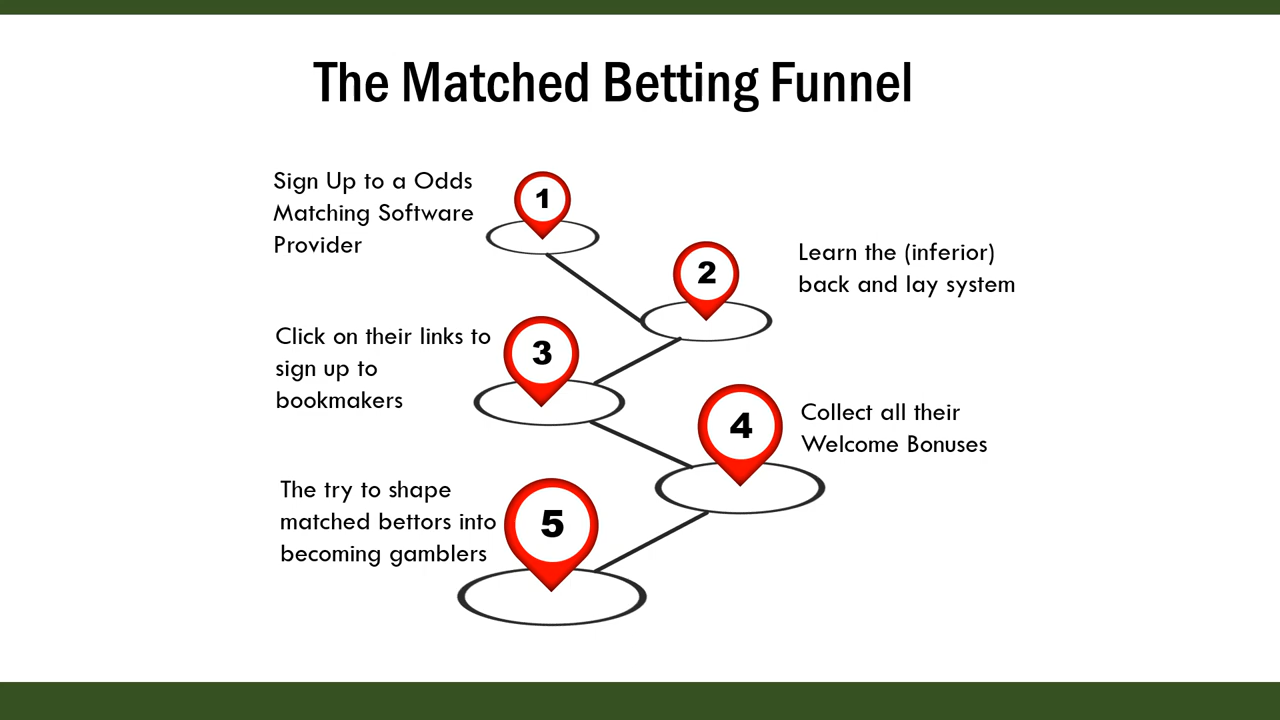 The Matched Betting Funnel
1
Sign Up to a Odds
Matching Software
Provider
2
Learn the (inferior)
back and lay system
3
Click on their links to
sign up to
bookmakers
4
Collect all their
Welcome Bonuses
5
The try to shape
matched bettors into
becoming gamblers